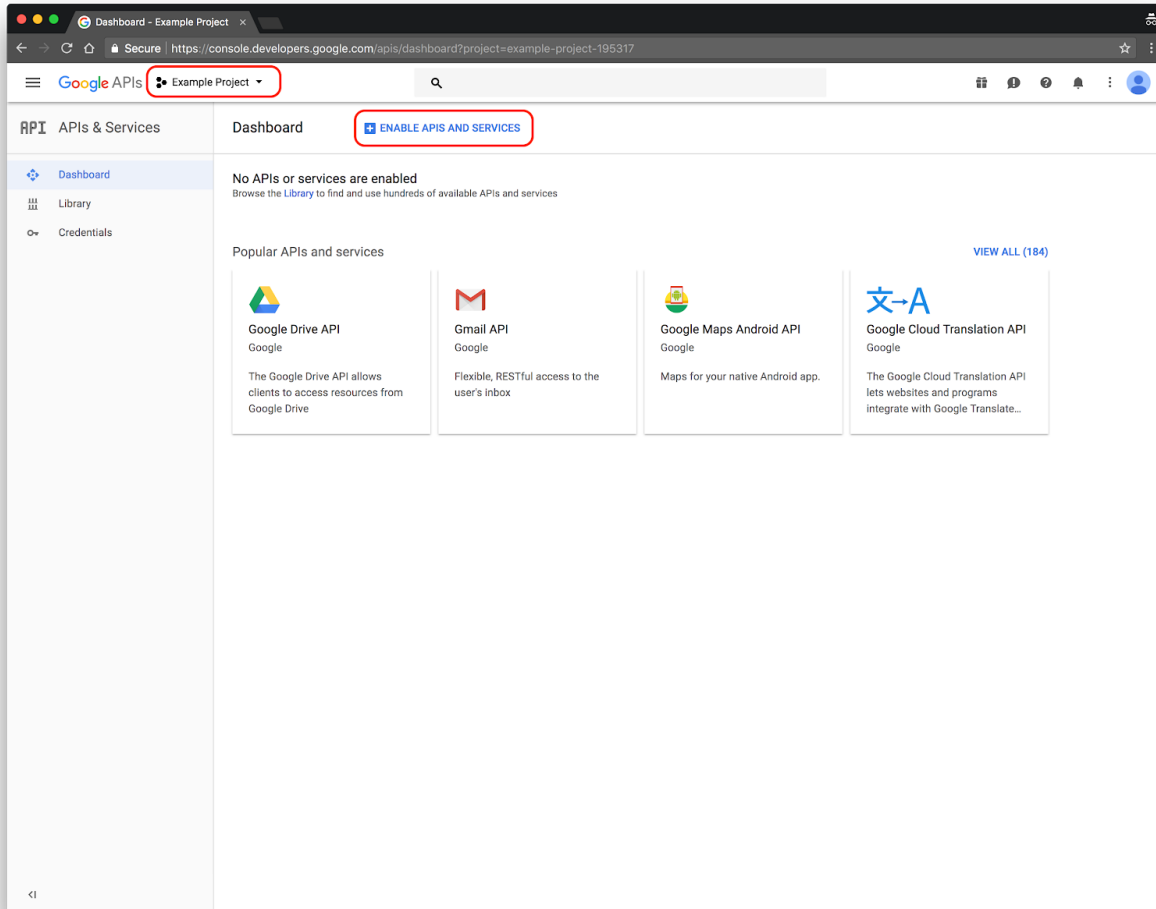 Dashboard - Example Project ×
Secure https://console.developers.google.com/apis/dashboard?project=example-project-195317
Google APIs Example Project
API APIs & Services
Dashboard ENABLE APIS AND SERVICES
Dashboard
Library
Credentials
No APIs or services are enabled
Browse the Library to find and use hundreds of available APIs and services
Popular APIs and services VIEW ALL (184)
Google Drive API
Google
The Google Drive API allows
clients to access resources from
Google Drive
Gmail API
Google
Flexible, RESTful access to the
user's inbox
Google Maps Android API
Google
Maps for your native Android app.
文→A
Google Cloud Translation API
Google
The Google Cloud Translation API
lets websites and programs
integrate with Google Translate...